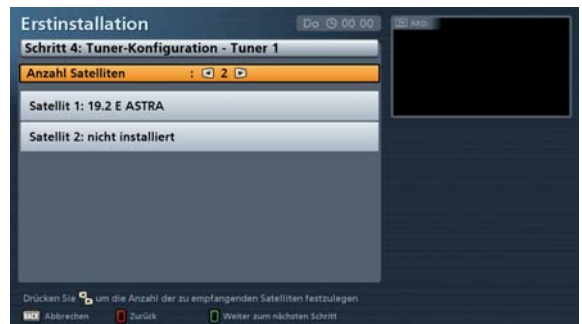 Erstinstallation
Do 00 00
ARD
Schritt 4: Tuner-Konfiguration - Tuner 1
Anzahl Satelliten : 2
Satellit 1: 19.2 E ASTRA
Satellit 2: nicht installiert
Drücken Sie um die Anzahl der zu empfangenden Satelliten festzulegen
BACK Abbrechen Zurück Weiter zum nächsten Schritt